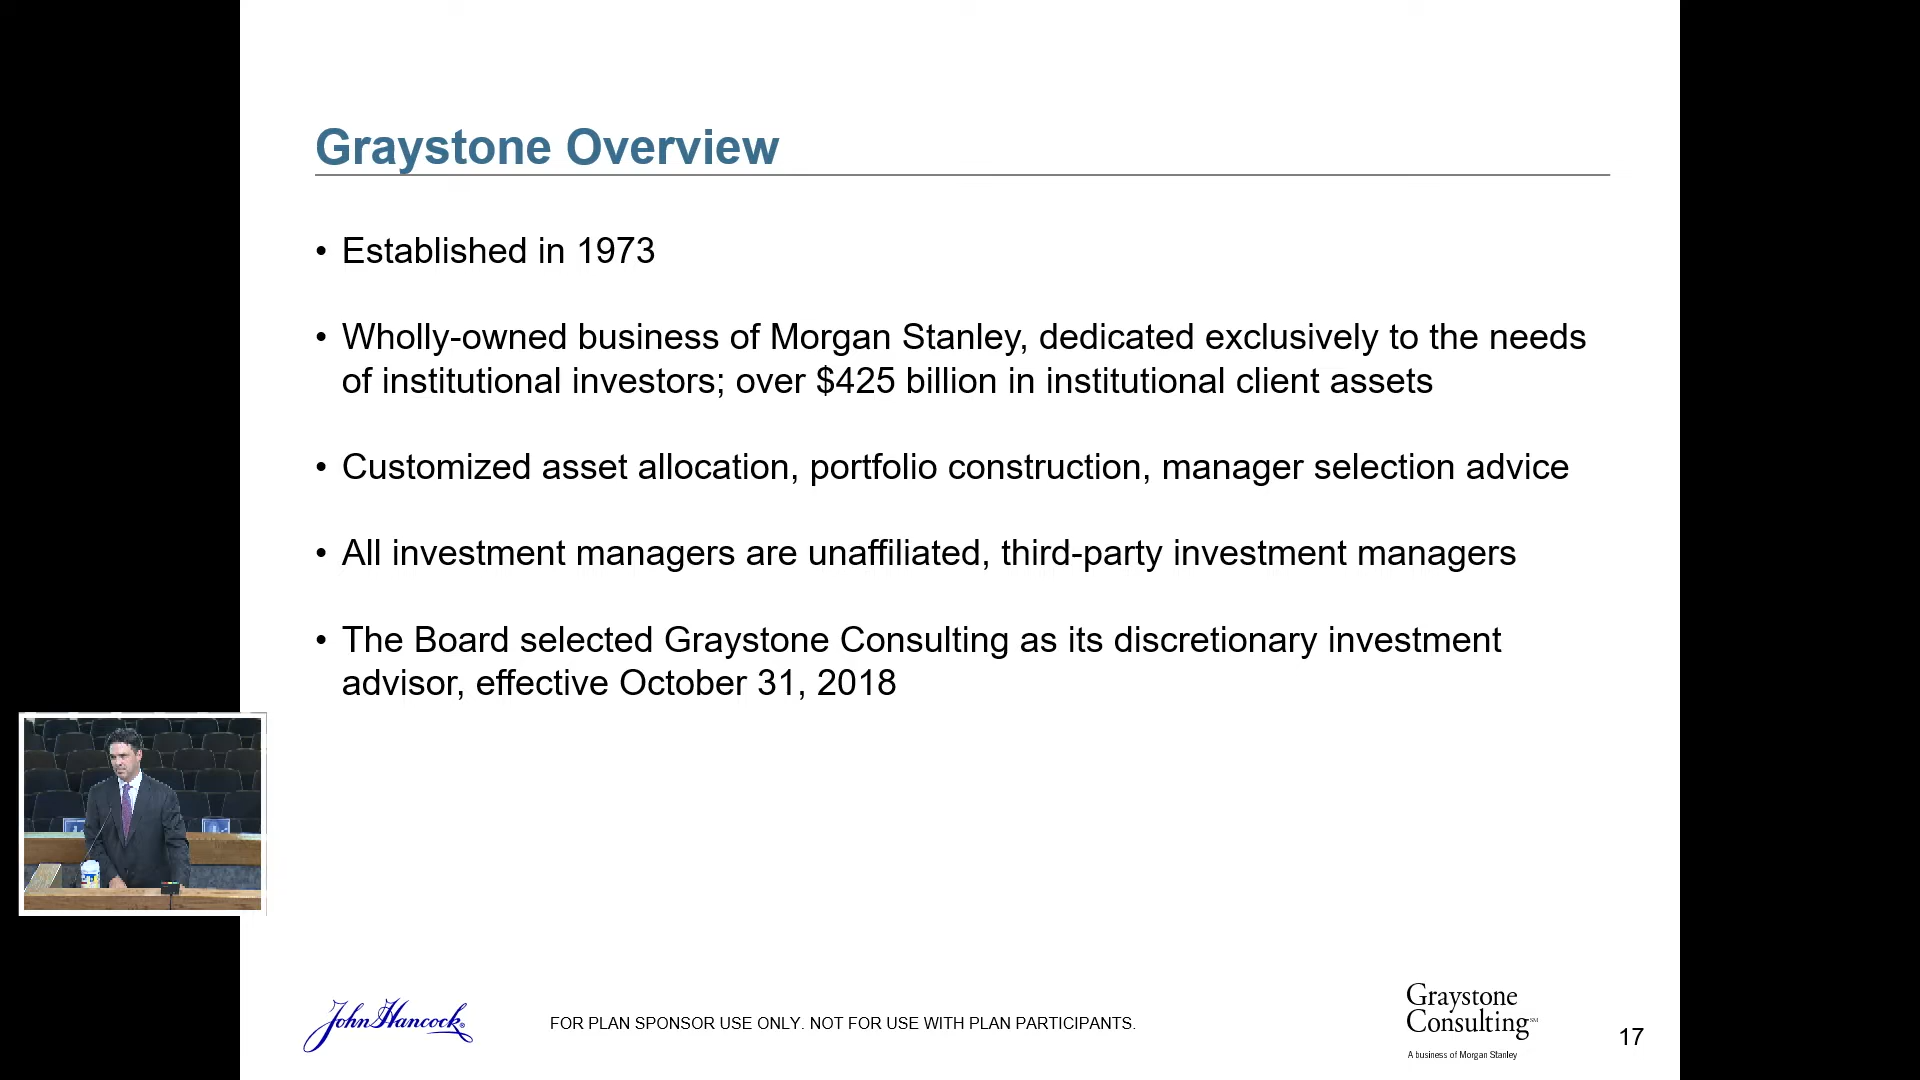 Graystone Overview
• Established in 1973
• Wholly-owned business of Morgan Stanley, dedicated exclusively to the needs
of institutional investors; over $425 billion in institutional client assets
• Customized asset allocation, portfolio construction, manager selection advice
• All investment managers are unaffiliated, third-party investment managers
• The Board selected Graystone Consulting as its discretionary investment
advisor, effective October 31, 2018
John Hancock®
FOR PLAN SPONSOR USE ONLY. NOT FOR USE WITH PLAN PARTICIPANTS.
Graystone
Consulting℠
A business of Morgan Stanley
17